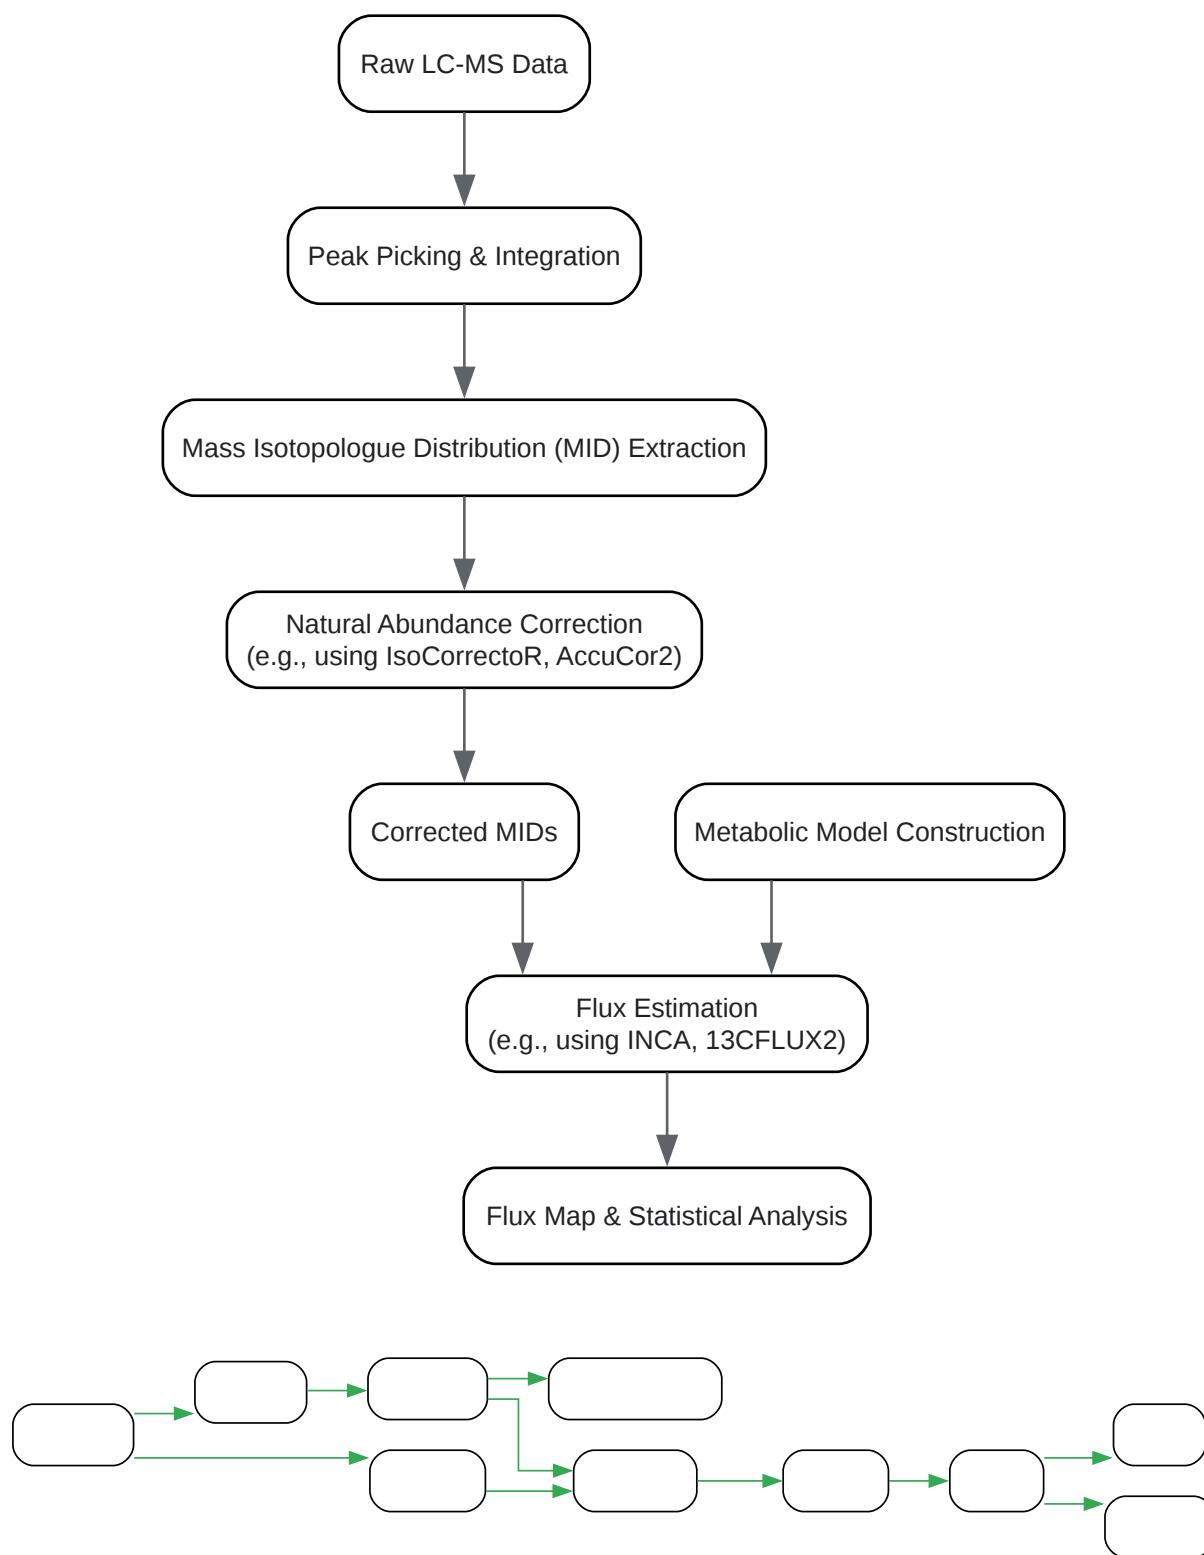 Raw LC-MS Data
Peak Picking & Integration
Mass Isotopologue Distribution (MID) Extraction
Natural Abundance Correction
(e.g., using IsoCorrectoR, AccuCor2)
Corrected MIDs
Metabolic Model Construction
Flux Estimation
(e.g., using INCA, 13CFLUX2)
Flux Map & Statistical Analysis